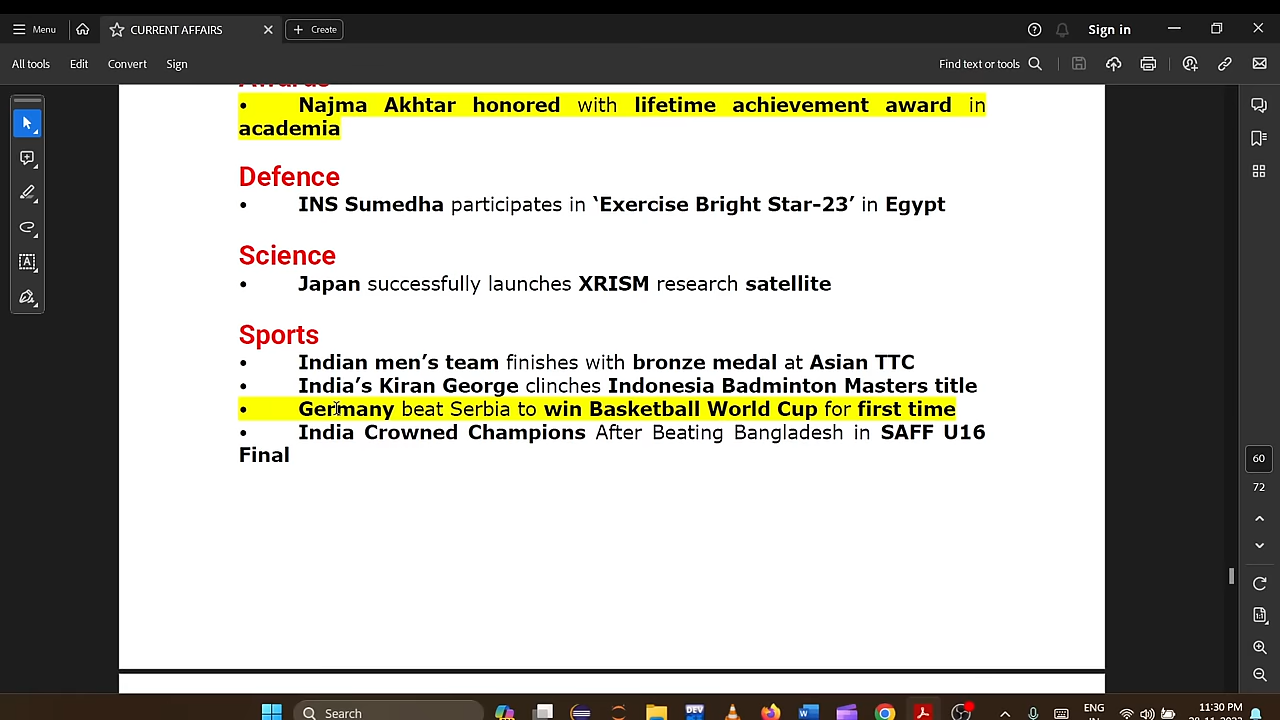 Menu
CURRENT AFFAIRS
Create
Sign in
All tools
Edit
Convert
Sign
Find text or tools
Awards
• Najma Akhtar honored with lifetime achievement award in
academia
Defence
• INS Sumedha participates in ‘Exercise Bright Star-23’ in Egypt
Science
• Japan successfully launches XRISM research satellite
Sports
• Indian men’s team finishes with bronze medal at Asian TTC
• India’s Kiran George clinches Indonesia Badminton Masters title
• Germany beat Serbia to win Basketball World Cup for first time
• India Crowned Champions After Beating Bangladesh in SAFF U16
Final
60
72
Search
ENG
11:30 PM